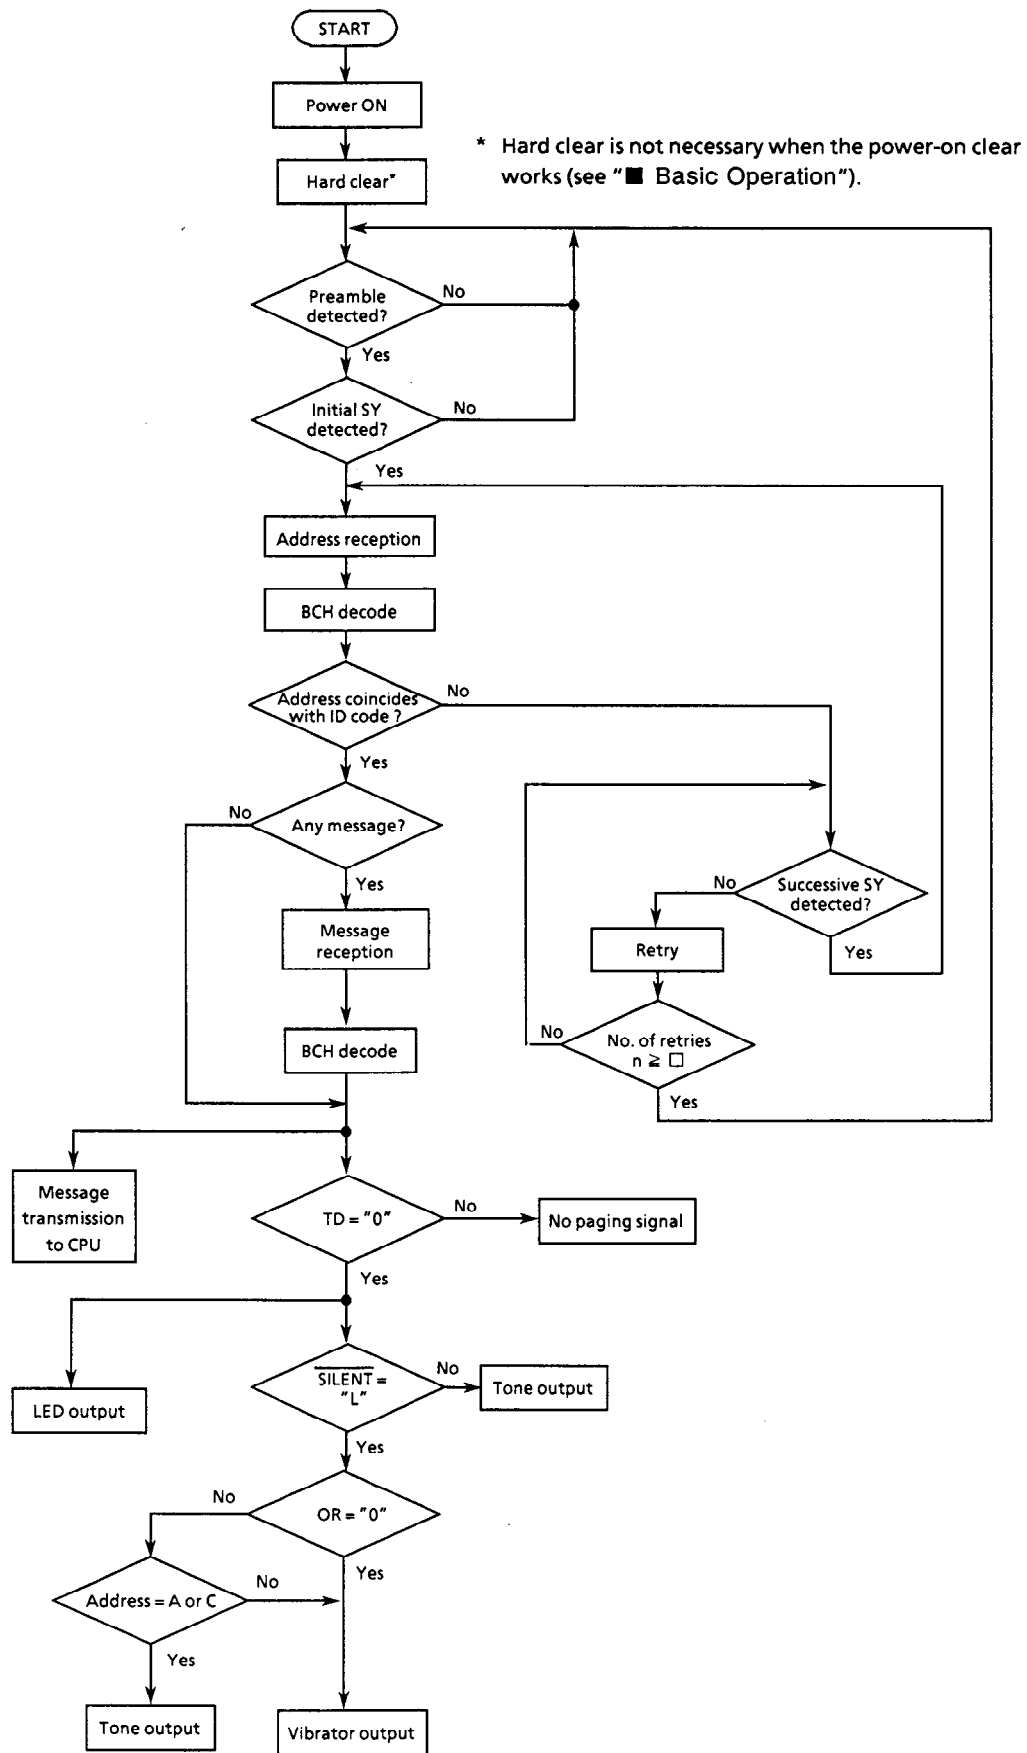 START
Power ON
* Hard clear is not necessary when the power-on clear
works (see "■ Basic Operation").
Hard clear*
Preamble
detected?
No
Yes
Initial SY
detected?
No
Yes
Address reception
BCH decode
Address coincides
with ID code ?
No
Yes
Any message?
No
Yes
Successive SY
detected?
No
Yes
Message
reception
Retry
No. of retries
n ≧ □
No
Yes
BCH decode
Message
transmission
to CPU
TD = "0"
No
No paging signal
Yes
S̅I̅L̅E̅N̅T̅ =
"L"
No
Tone output
LED output
Yes
OR = "0"
No
Yes
Address = A or C
No
Yes
Tone output
Vibrator output